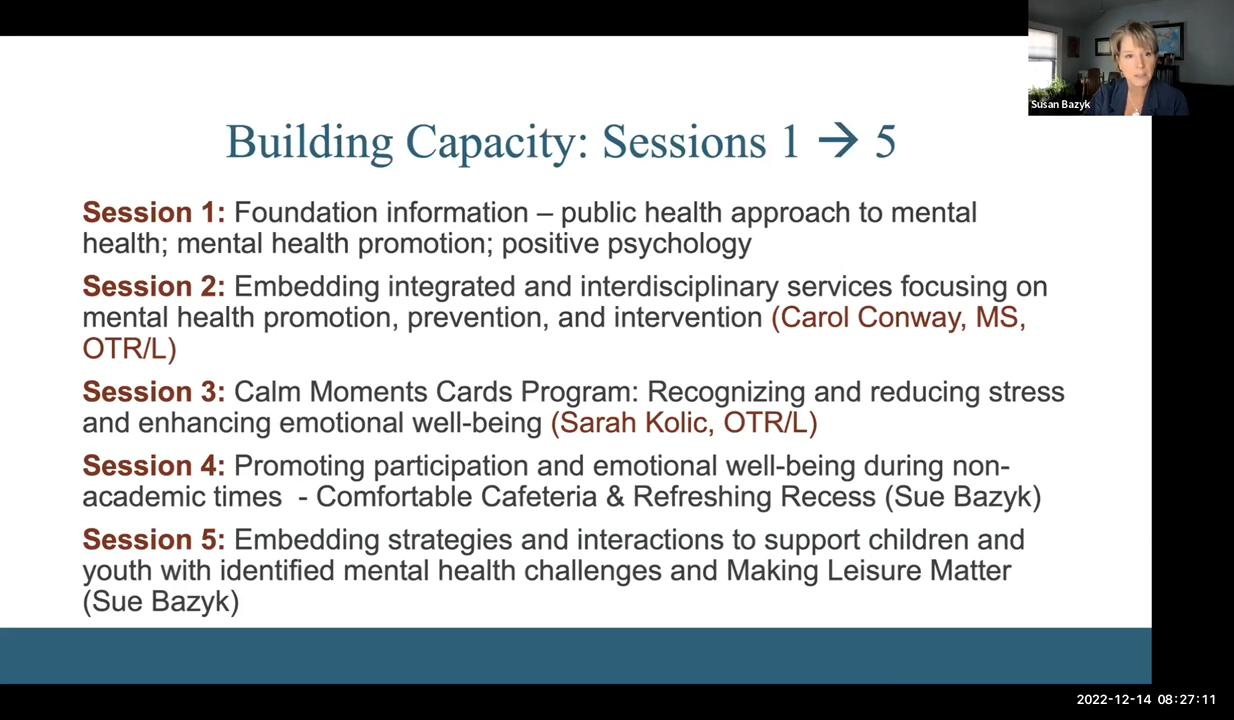 Susan Bazyk
Building Capacity: Sessions 1 → 5
Session 1: Foundation information – public health approach to mental
health; mental health promotion; positive psychology
Session 2: Embedding integrated and interdisciplinary services focusing on
mental health promotion, prevention, and intervention (Carol Conway, MS,
OTR/L)
Session 3: Calm Moments Cards Program: Recognizing and reducing stress
and enhancing emotional well-being (Sarah Kolic, OTR/L)
Session 4: Promoting participation and emotional well-being during non-
academic times  - Comfortable Cafeteria & Refreshing Recess (Sue Bazyk)
Session 5: Embedding strategies and interactions to support children and
youth with identified mental health challenges and Making Leisure Matter
(Sue Bazyk)
2022-12-14 08:27:11